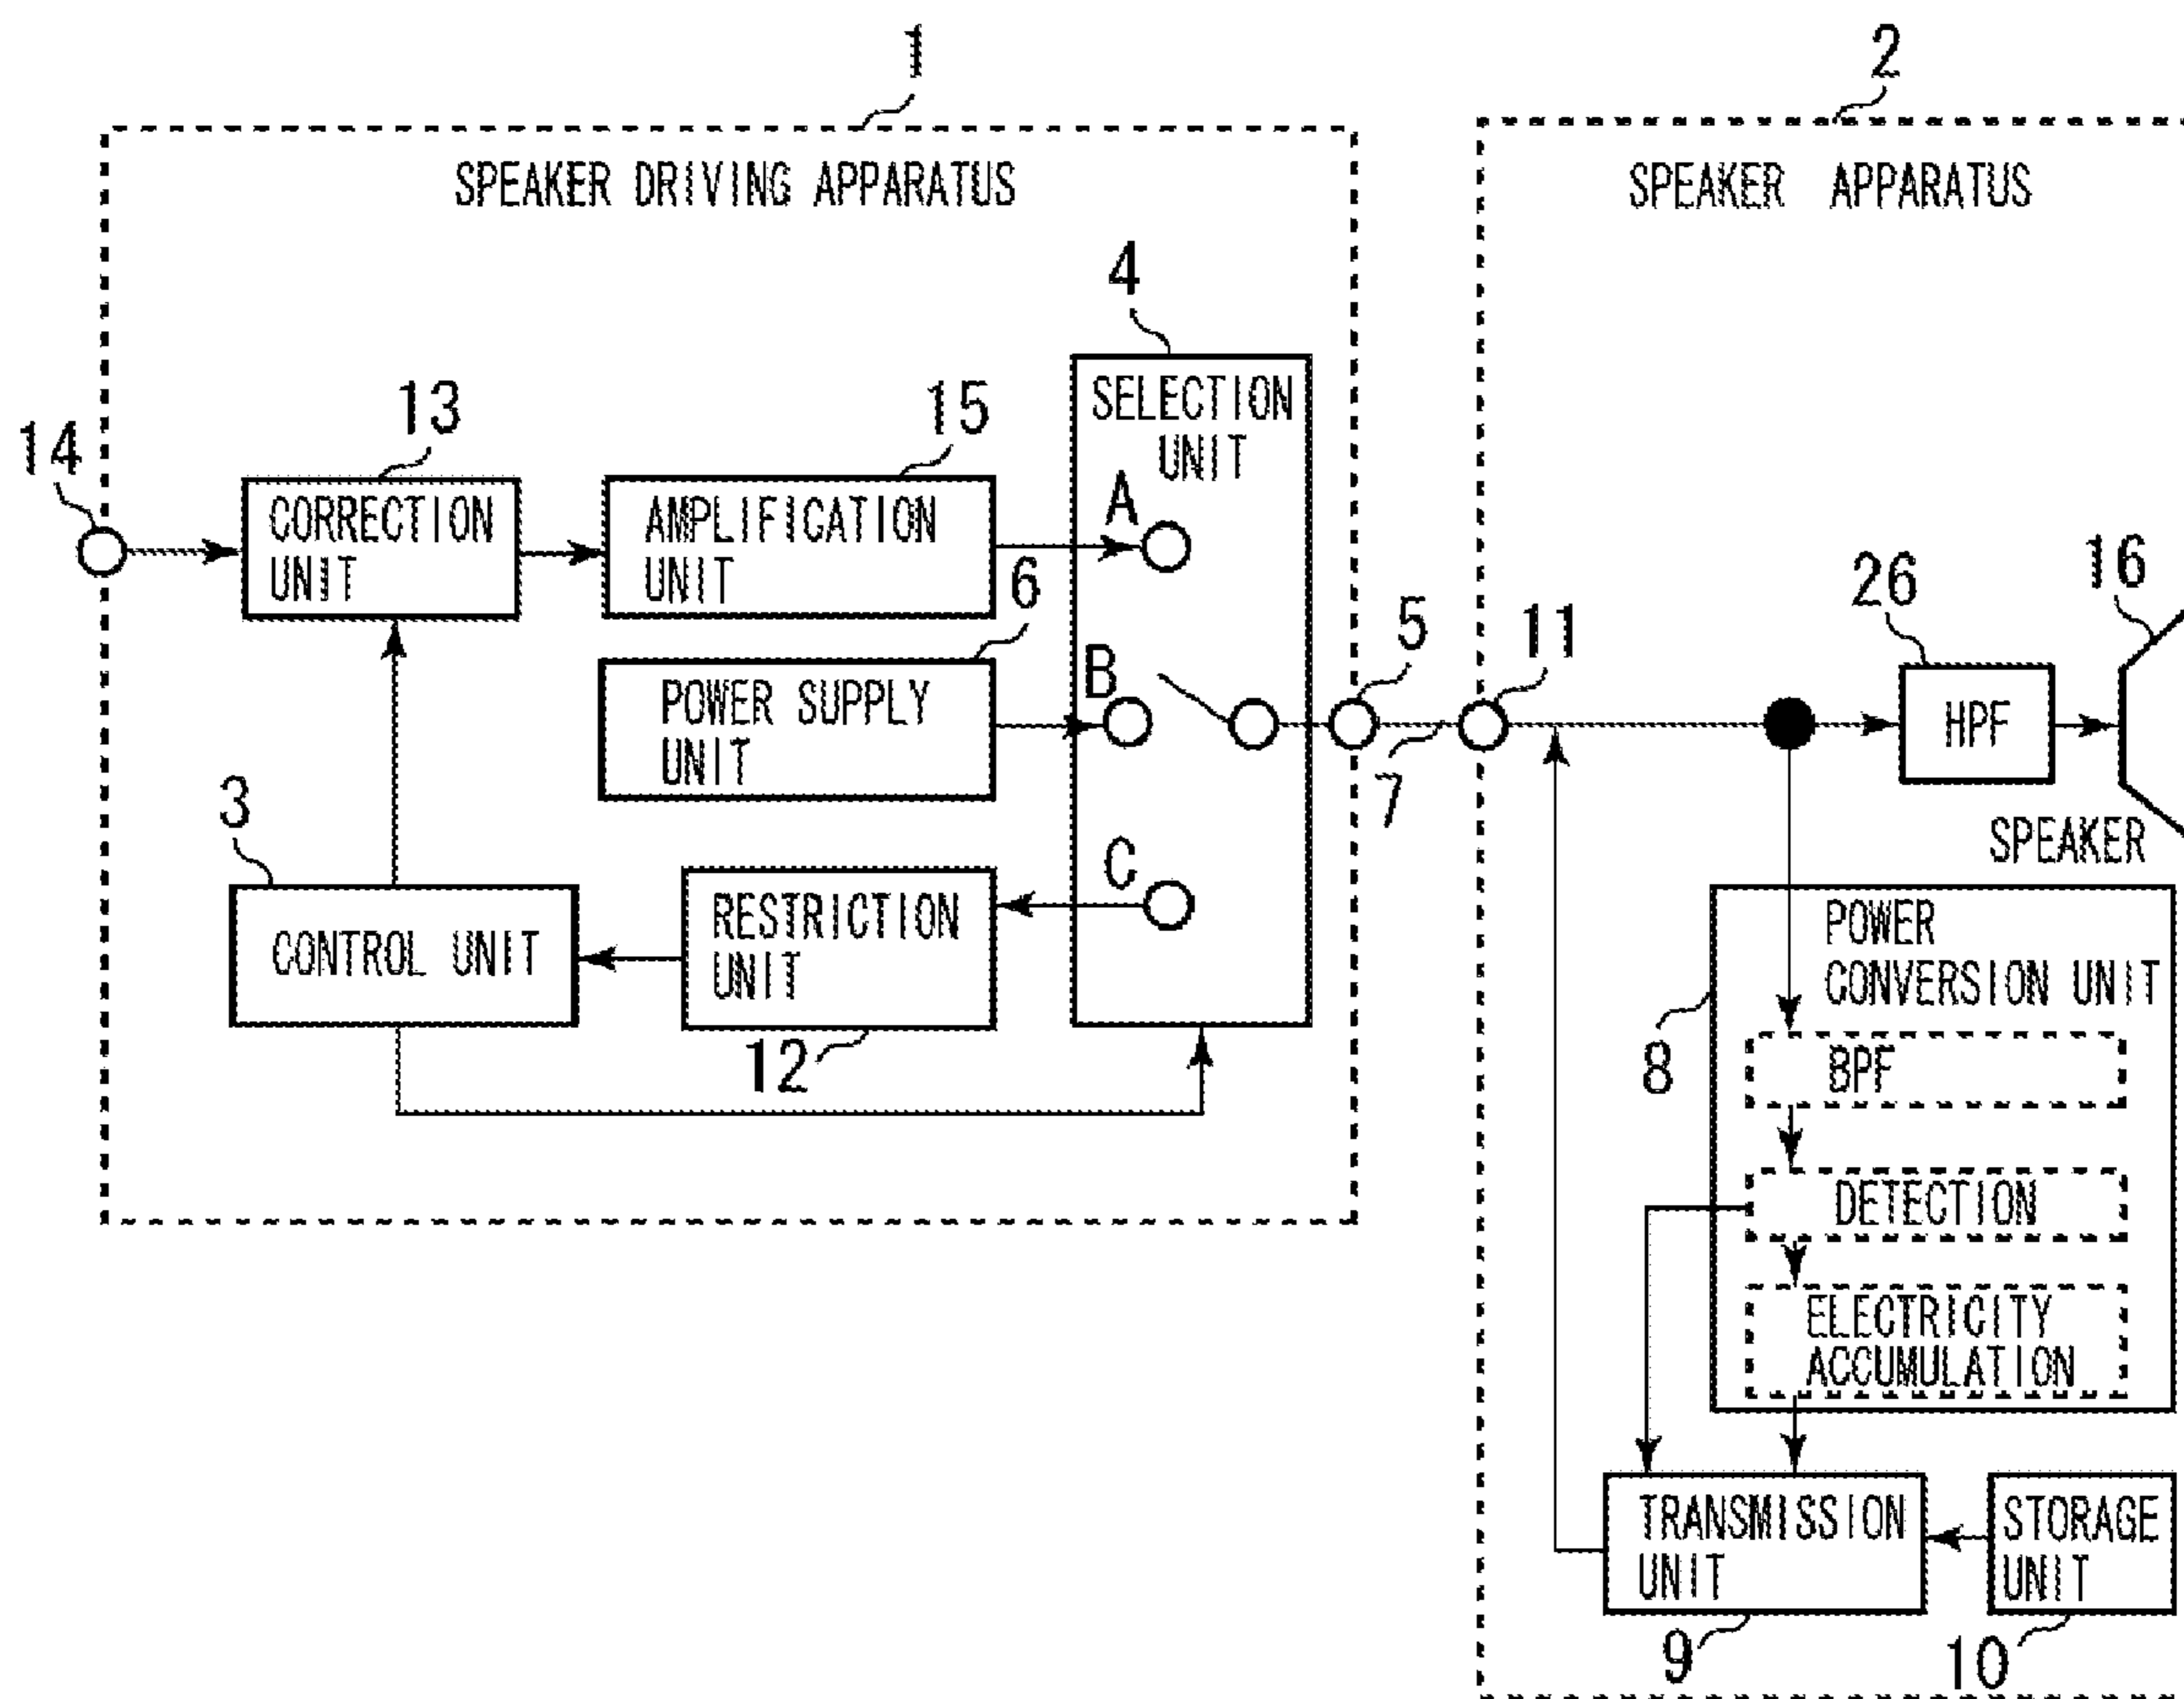 1
2
SPEAKER DRIVING APPARATUS
SPEAKER APPARATUS
4
SELECTION
UNIT
13
15
14
CORRECTION
UNIT
AMPLIFICATION
UNIT
A
6
26
16
5
11
B
POWER SUPPLY
UNIT
HPF
7
3
SPEAKER
C
CONTROL UNIT
RESTRICTION
UNIT
12
POWER
CONVERSION UNIT
8
BPF
DETECTION
ELECTRICITY
ACCUMULATION
TRANSMISSION
UNIT
STORAGE
UNIT
9
10